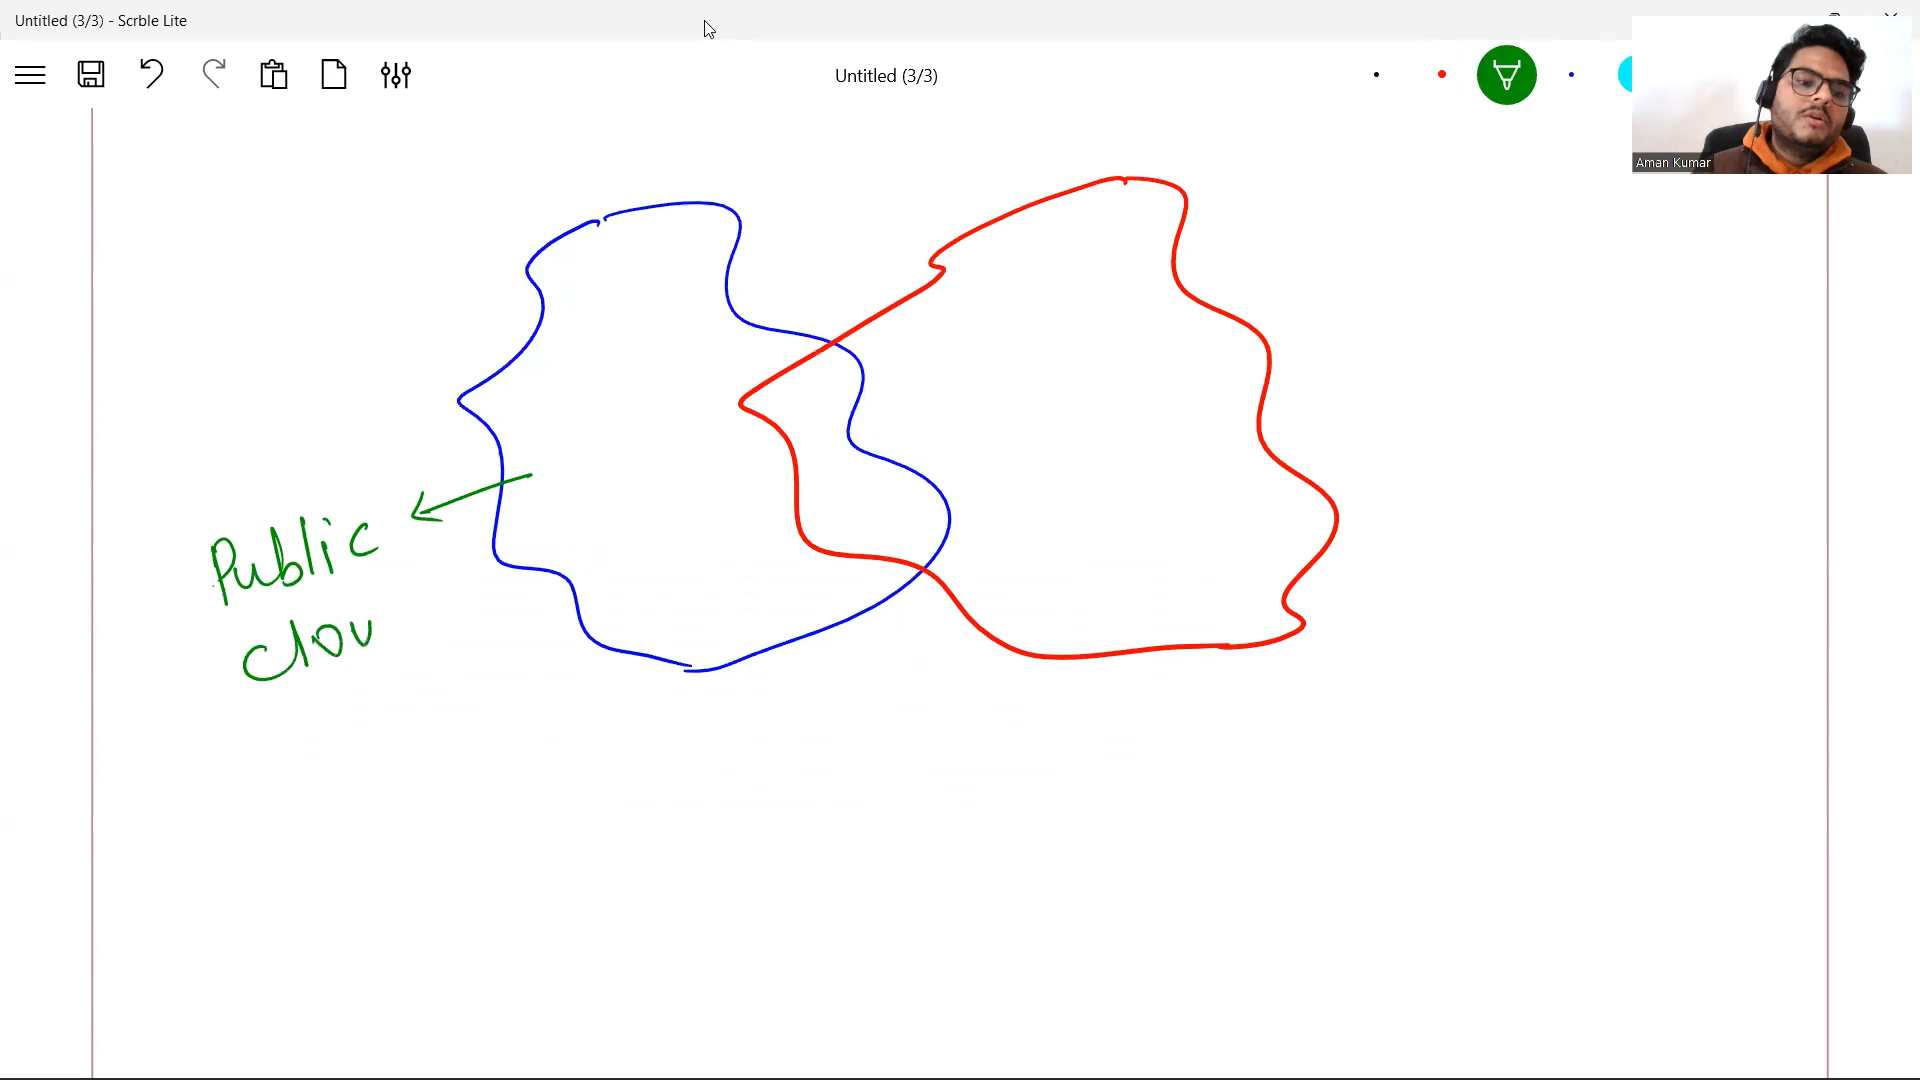 Untitled (3/3) - Scrble Lite
Untitled (3/3)
Aman Kumar
Public
clou